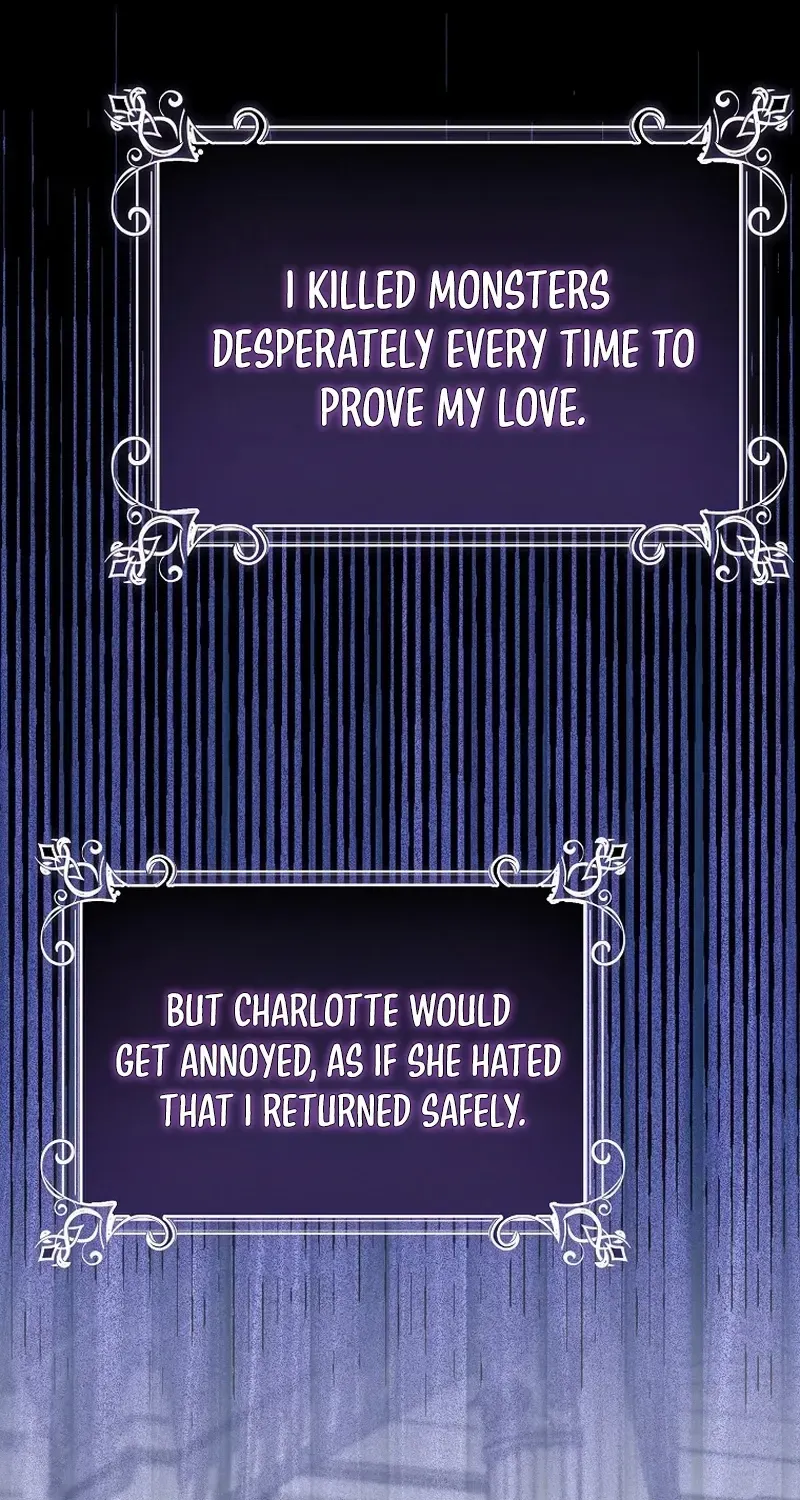 I KILLED MONSTERS
DESPERATELY EVERY TIME TO
PROVE MY LOVE.
BUT CHARLOTTE WOULD
GET ANNOYED, AS IF SHE HATED
THAT I RETURNED SAFELY.